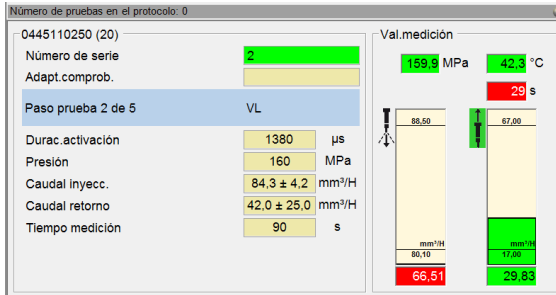 Número de pruebas en el protocolo: 0
0445110250 (20)
Número de serie 2
Adapt.comprob.
Paso prueba 2 de 5 VL
Durac.activación 1380 µs
Presión 160 MPa
Caudal inyecc. 84,3 ± 4,2 mm³/H
Caudal retorno 42,0 ± 25,0 mm³/H
Tiempo medición 90 s
Val.medición
159,9 MPa 42,3 °C
29 s
88,50 67,00
mm³/H mm³/H
80,10 17,00
66,51 29,83